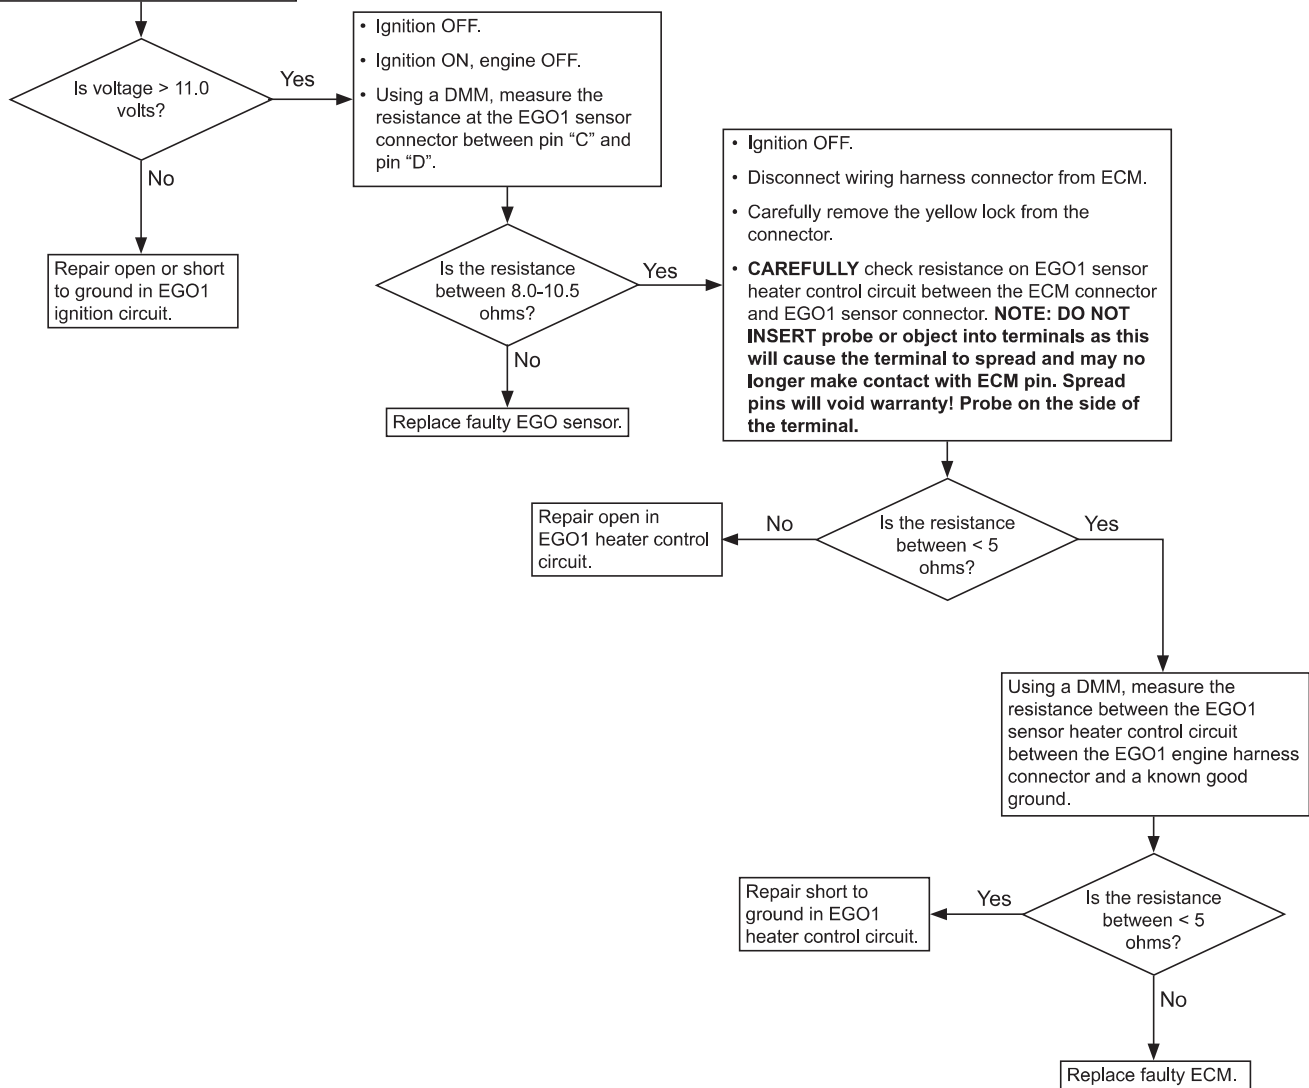 Is voltage > 11.0
volts?
Yes
No
Repair open or short
to ground in EGO1
ignition circuit.
• Ignition OFF.
• Ignition ON, engine OFF.
• Using a DMM, measure the
resistance at the EGO1 sensor
connector between pin “C” and
pin “D”.
Is the resistance
between 8.0-10.5
ohms?
Yes
No
Replace faulty EGO sensor.
• Ignition OFF.
• Disconnect wiring harness connector from ECM.
• Carefully remove the yellow lock from the
connector.
• CAREFULLY check resistance on EGO1 sensor
heater control circuit between the ECM connector
and EGO1 sensor connector. NOTE: DO NOT
INSERT probe or object into terminals as this
will cause the terminal to spread and may no
longer make contact with ECM pin. Spread
pins will void warranty! Probe on the side of
the terminal.
Is the resistance
between < 5
ohms?
No
Yes
Repair open in
EGO1 heater control
circuit.
Using a DMM, measure the
resistance between the EGO1
sensor heater control circuit
between the EGO1 engine harness
connector and a known good
ground.
Is the resistance
between < 5
ohms?
Yes
No
Repair short to
ground in EGO1
heater control circuit.
Replace faulty ECM.